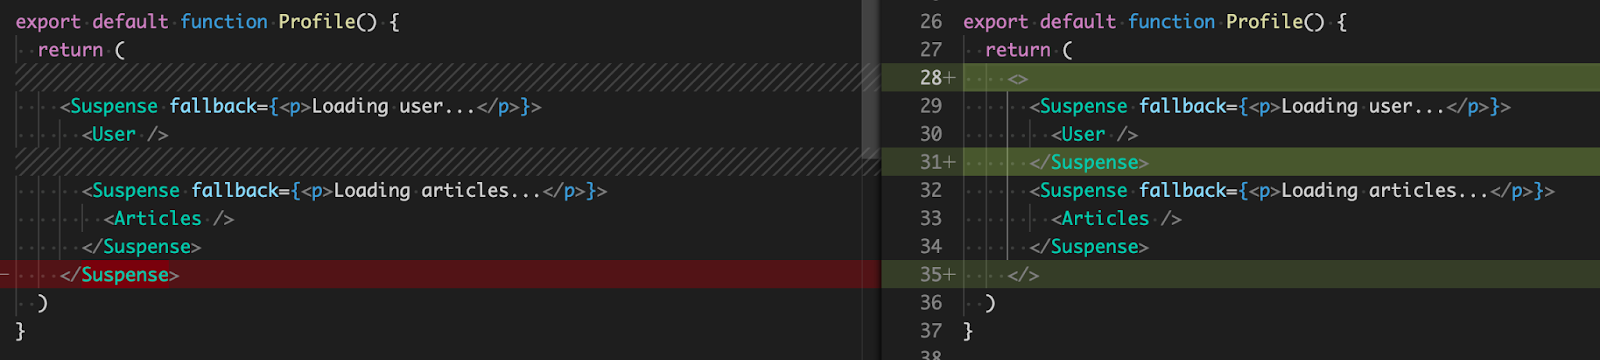 export default function Profile() {
return (
<Suspense fallback={<p>Loading user...</p>}>
<User />
<Suspense fallback={<p>Loading articles...</p>}>
<Articles />
</Suspense>
- </Suspense>
)
}
26 export default function Profile() {
27 return (
28+ <>
29 <Suspense fallback={<p>Loading user...</p>}>
30 <User />
31+ </Suspense>
32 <Suspense fallback={<p>Loading articles...</p>}>
33 <Articles />
34 </Suspense>
35+ </>
36 )
37 }
38